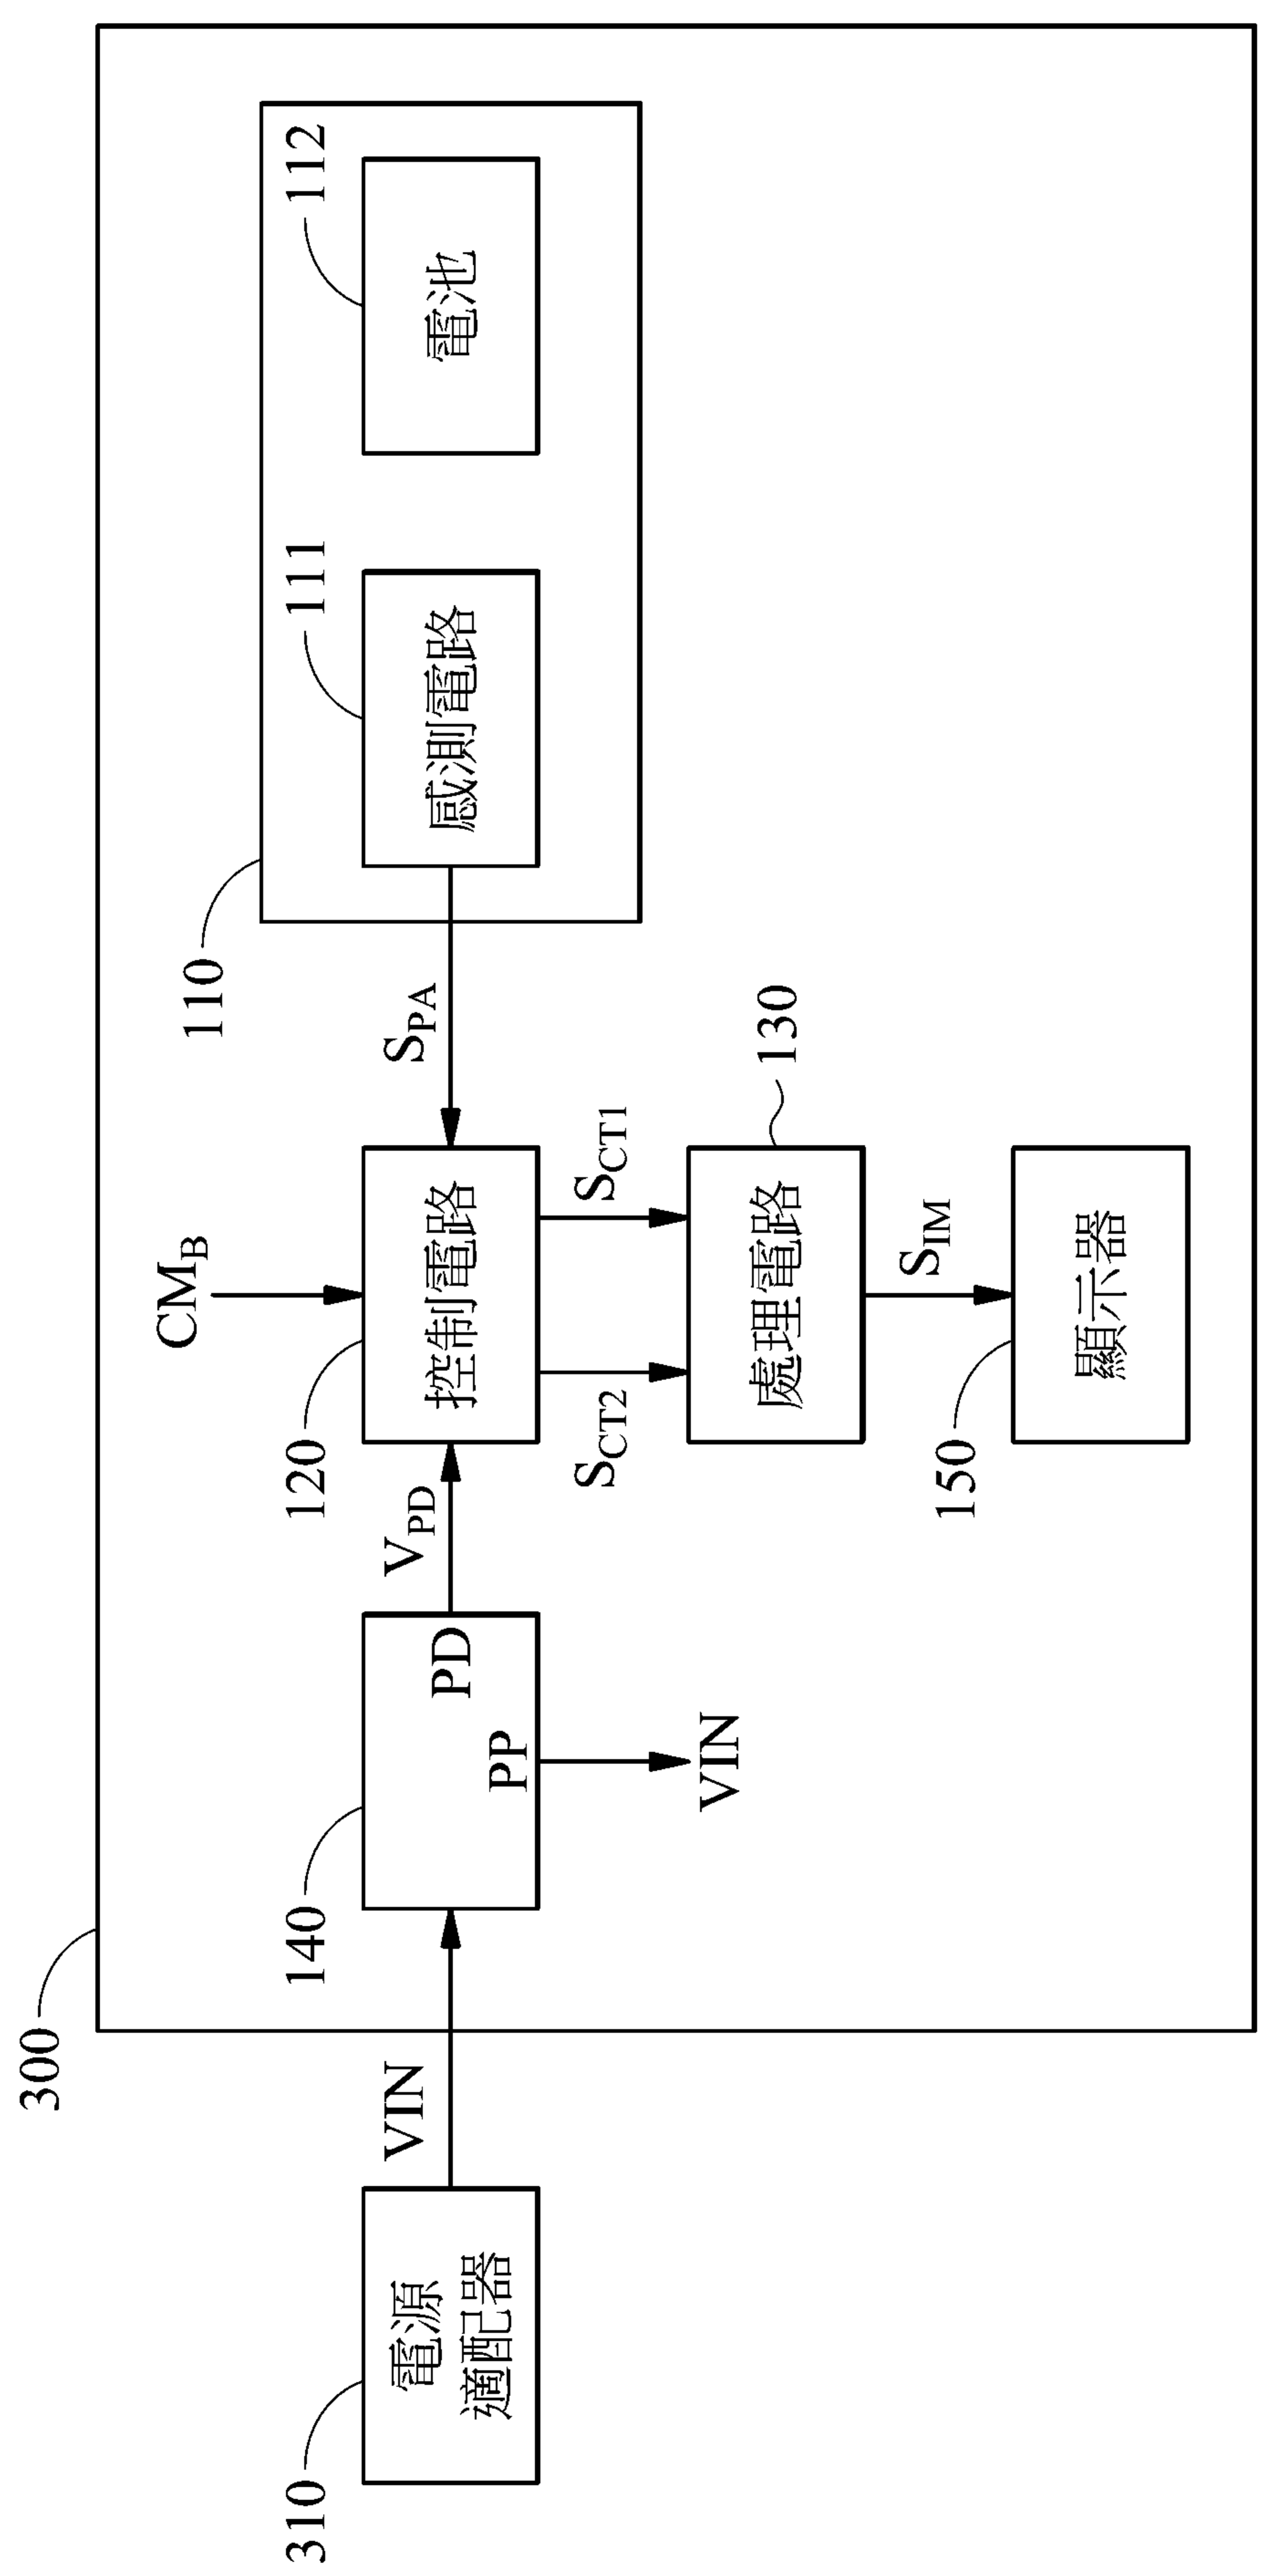 300
CM_B
110
310
140
120
111
112
VIN
V_PD
S_PA
電源
適配器
PD
PP
控制電路
感測電路
電池
S_CT2
S_CT1
VIN
處理電路
130
S_IM
150
顯示器